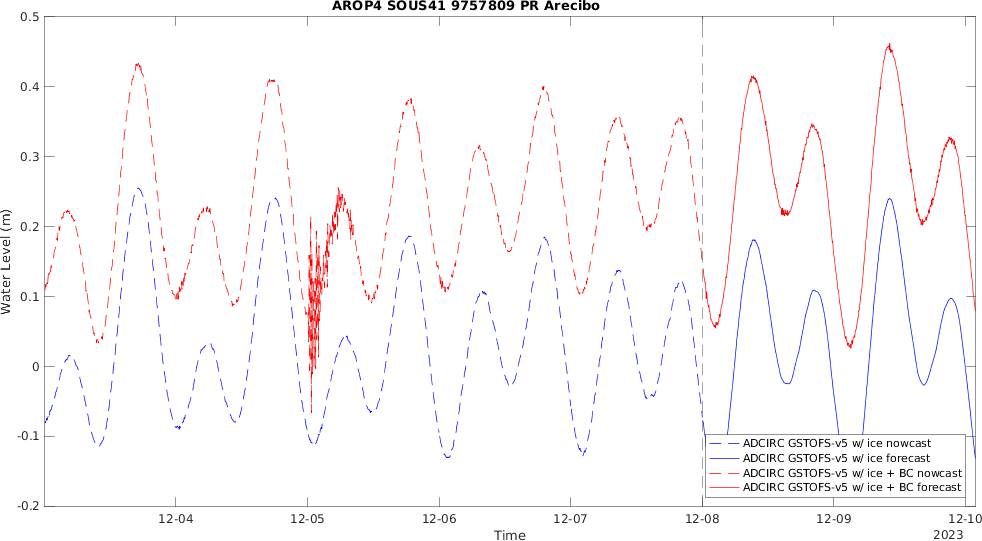 AROP4 SOUS41 9757809 PR Arecibo
0.5
0.4
0.3
0.2
0.1
0
-0.1
-0.2
Water Level (m)
ADCIRC GSTOFS-v5 w/ ice nowcast
ADCIRC GSTOFS-v5 w/ ice forecast
ADCIRC GSTOFS-v5 w/ ice + BC nowcast
ADCIRC GSTOFS-v5 w/ ice + BC forecast
12-04 12-05 12-06 12-07 12-08 12-09 12-10
Time
2023